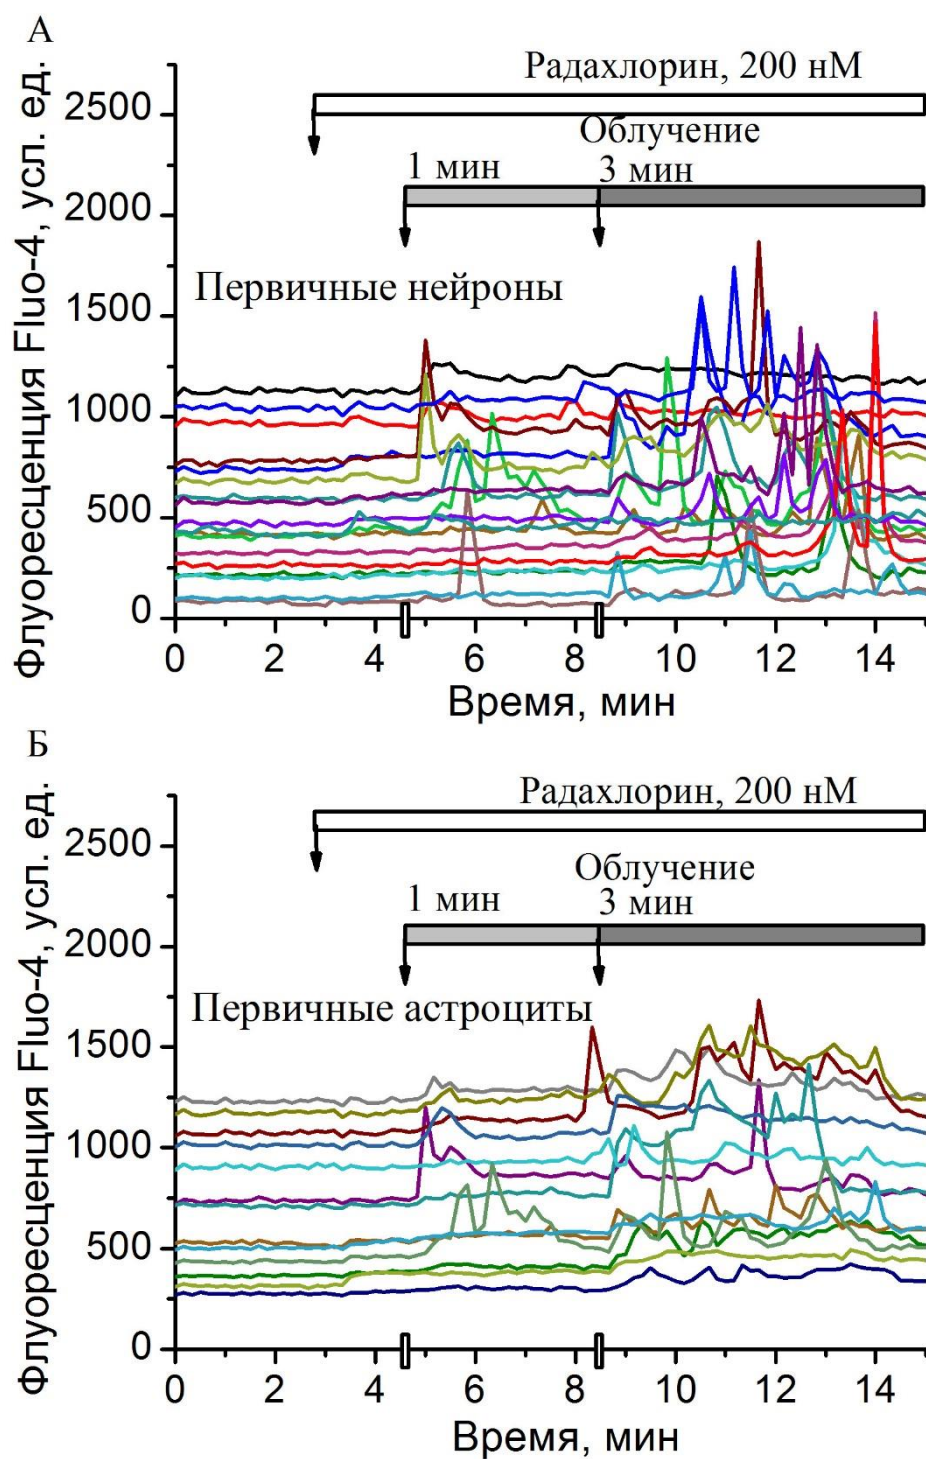 А
Флуоресценция Fluo-4, усл. ед.
Радахлорин, 200 нМ
Облучение
1 мин
3 мин
Первичные нейроны
2500
2000
1500
1000
500
0
0 2 4 6 8 10 12 14
Время, мин
Б
Флуоресценция Fluo-4, усл. ед.
Радахлорин, 200 нМ
Облучение
1 мин
3 мин
Первичные астроциты
2500
2000
1500
1000
500
0
0 2 4 6 8 10 12 14
Время, мин